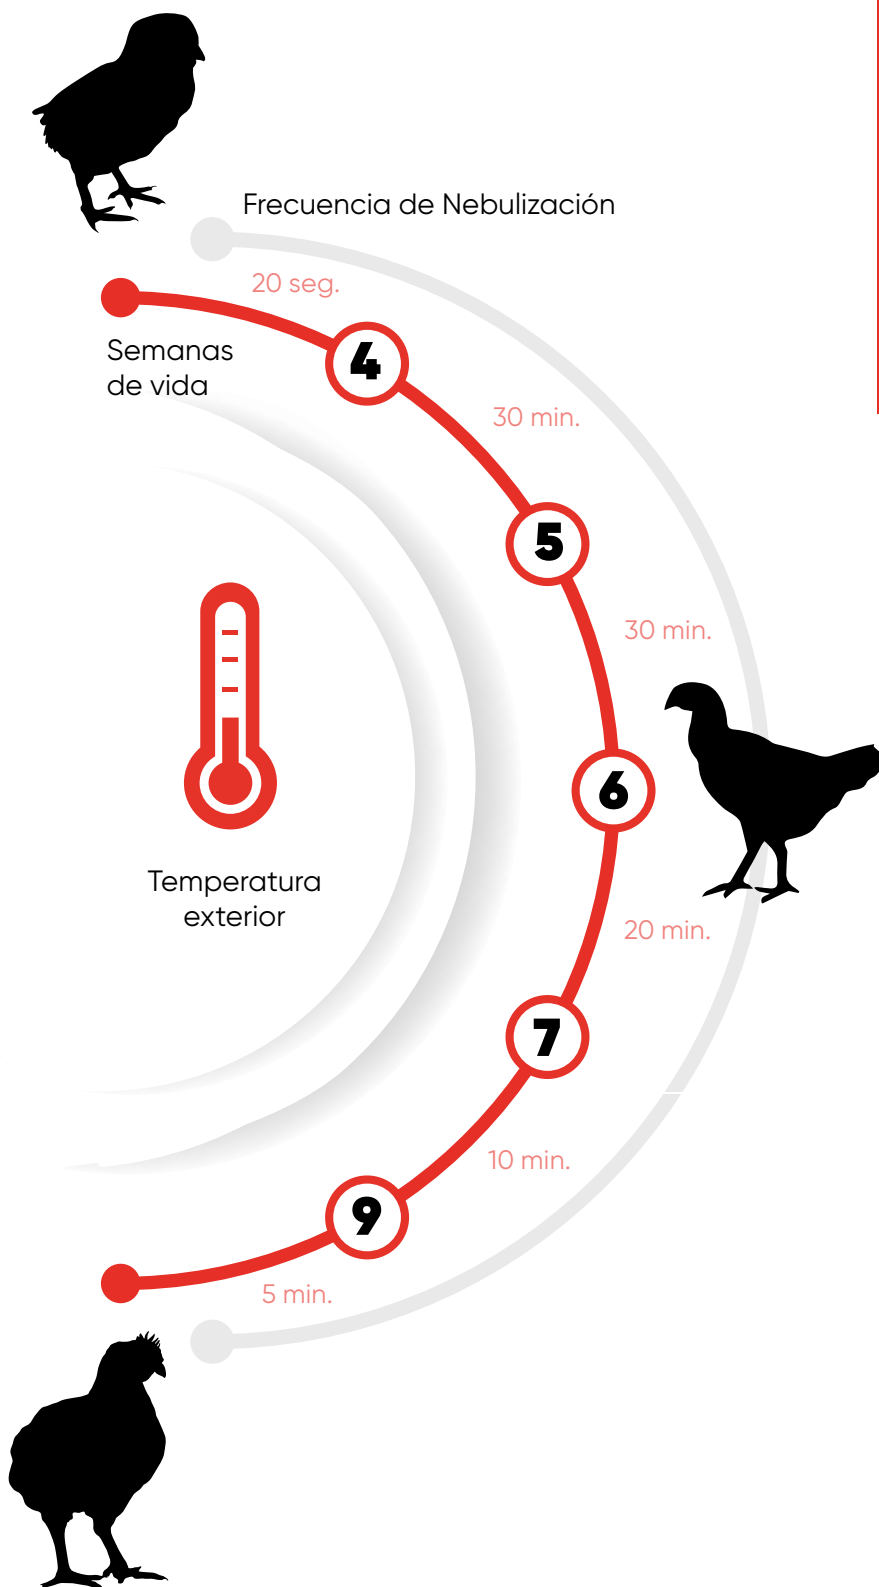 Frecuencia de Nebulización
20 seg.
Semanas
de vida
4
30 min.
5
30 min.
6
Temperatura
exterior
20 min.
7
10 min.
9
5 min.